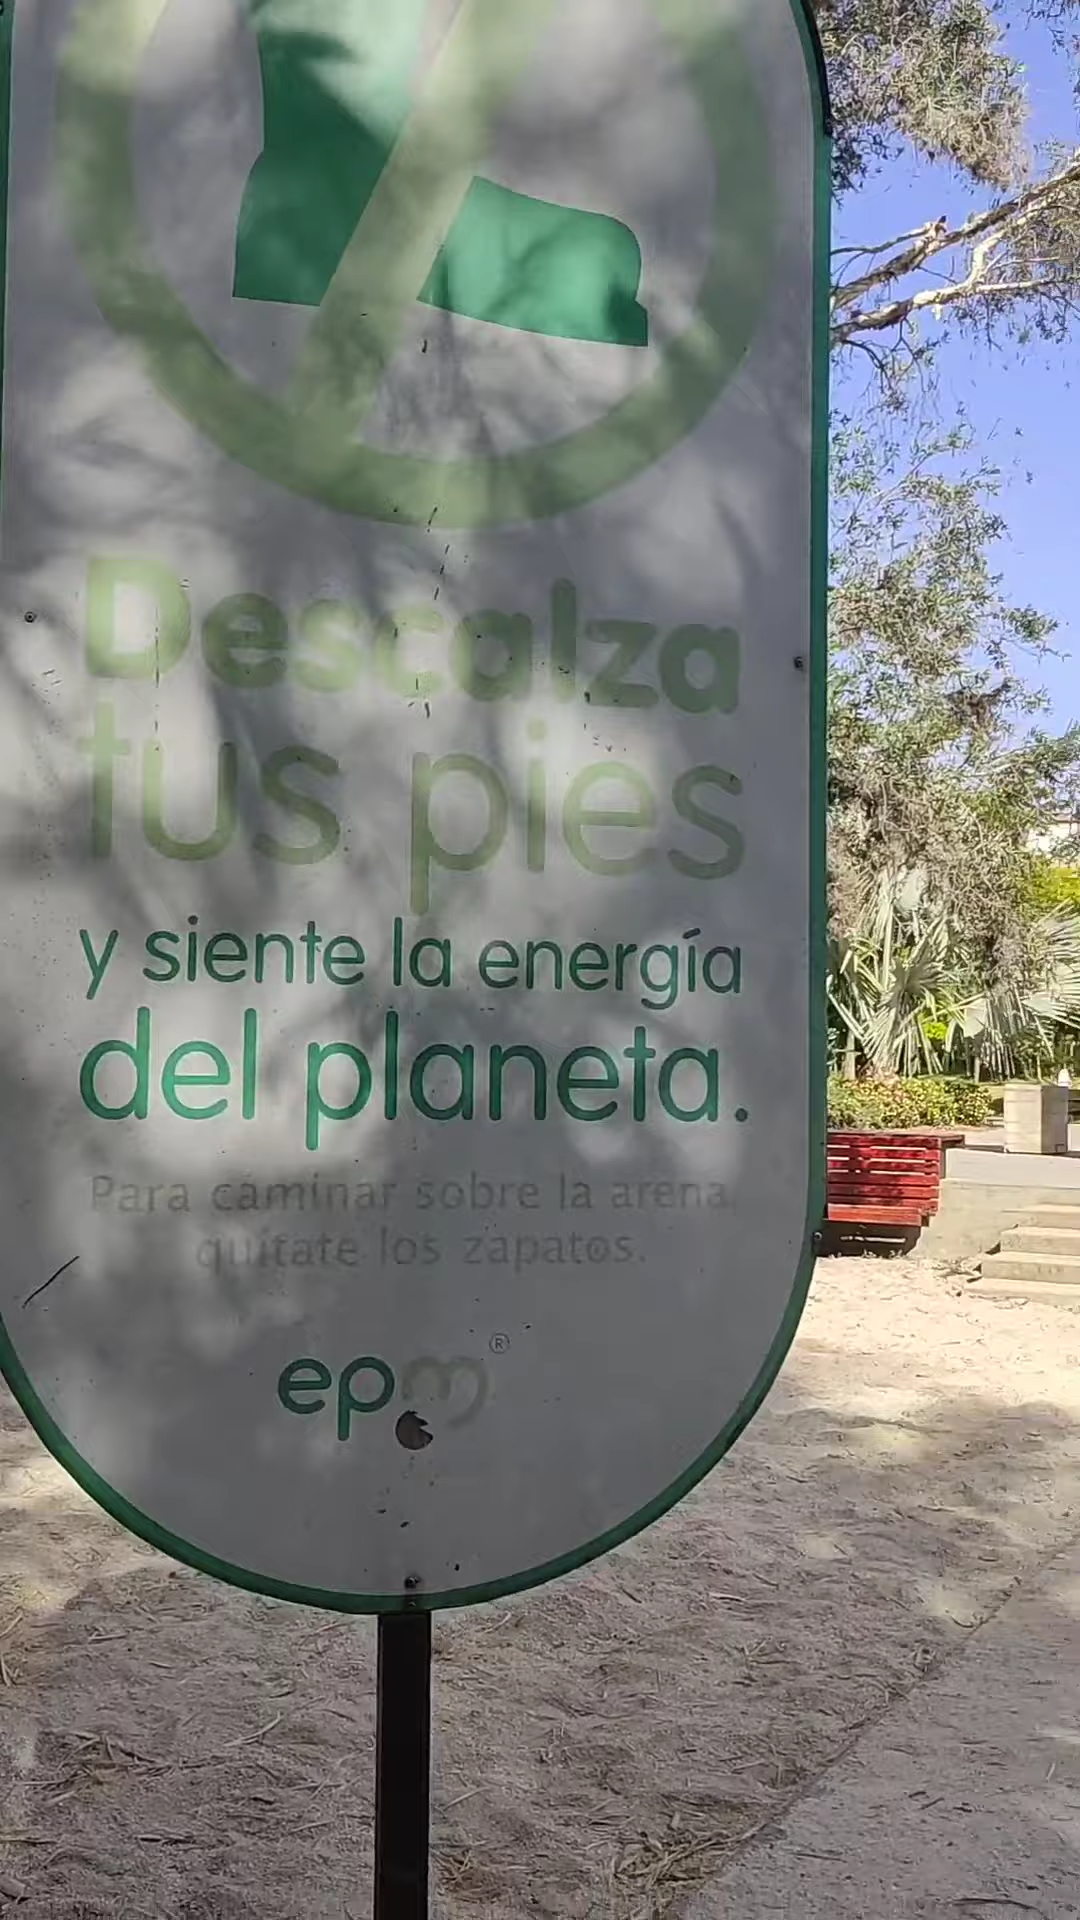 Descalza
tus pies
y siente la energía
del planeta.
Para caminar sobre la arena,
quítate los zapatos.
epm®